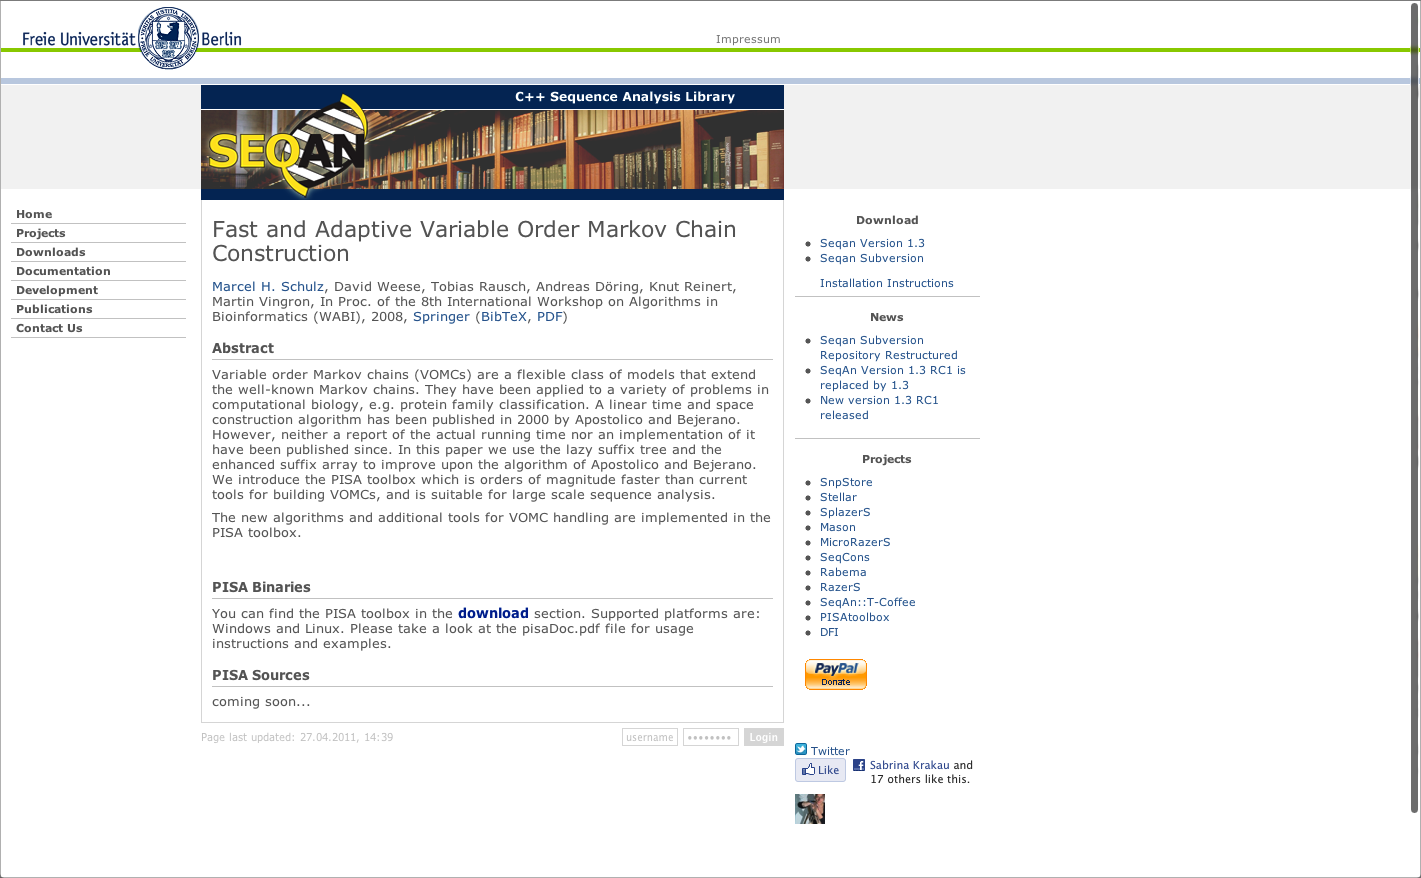 Freie Universität Berlin
Impressum
C++ Sequence Analysis Library
SEQAN
Home
Projects
Downloads
Documentation
Development
Publications
Contact Us
Fast and Adaptive Variable Order Markov Chain
Construction
Marcel H. Schulz, David Weese, Tobias Rausch, Andreas Döring, Knut Reinert,
Martin Vingron, In Proc. of the 8th International Workshop on Algorithms in
Bioinformatics (WABI), 2008, Springer (BibTeX, PDF)
Abstract
Variable order Markov chains (VOMCs) are a flexible class of models that extend
the well-known Markov chains. They have been applied to a variety of problems in
computational biology, e.g. protein family classification. A linear time and space
construction algorithm has been published in 2000 by Apostolico and Bejerano.
However, neither a report of the actual running time nor an implementation of it
have been published since. In this paper we use the lazy suffix tree and the
enhanced suffix array to improve upon the algorithm of Apostolico and Bejerano.
We introduce the PISA toolbox which is orders of magnitude faster than current
tools for building VOMCs, and is suitable for large scale sequence analysis.
The new algorithms and additional tools for VOMC handling are implemented in the
PISA toolbox.
PISA Binaries
You can find the PISA toolbox in the download section. Supported platforms are:
Windows and Linux. Please take a look at the pisaDoc.pdf file for usage
instructions and examples.
PISA Sources
coming soon...
Page last updated: 27.04.2011, 14:39
username •••••••• Login
Download
Seqan Version 1.3
Seqan Subversion
Installation Instructions
News
Seqan Subversion
Repository Restructured
SeqAn Version 1.3 RC1 is
replaced by 1.3
New version 1.3 RC1
released
Projects
SnpStore
Stellar
SplazerS
Mason
MicroRazerS
SeqCons
Rabema
RazerS
SeqAn::T-Coffee
PISAtoolbox
DFI
PayPal
Donate
Twitter
Like Sabrina Krakau and
17 others like this.